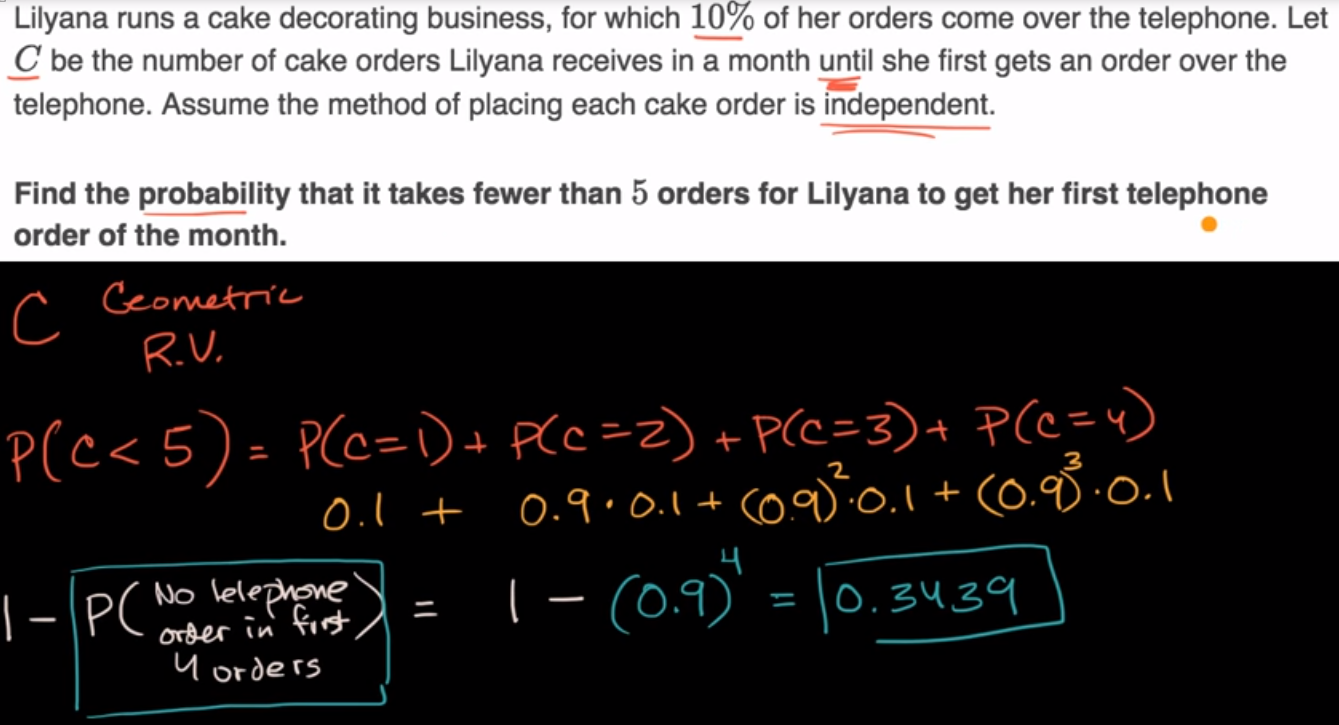 Lilyana runs a cake decorating business, for which 10% of her orders come over the telephone. Let
C be the number of cake orders Lilyana receives in a month until she first gets an order over the
telephone. Assume the method of placing each cake order is independent.
Find the probability that it takes fewer than 5 orders for Lilyana to get her first telephone
order of the month.
C Geometric
R.V.
P(C < 5) = P(C=1) + P(C=2) + P(C=3) + P(C=4)
0.1 + 0.9 · 0.1 + (0.9)² · 0.1 + (0.9)³ · 0.1
1 - P(No telephone order in first 4 orders) = 1 - (0.9)⁴ = 0.3439